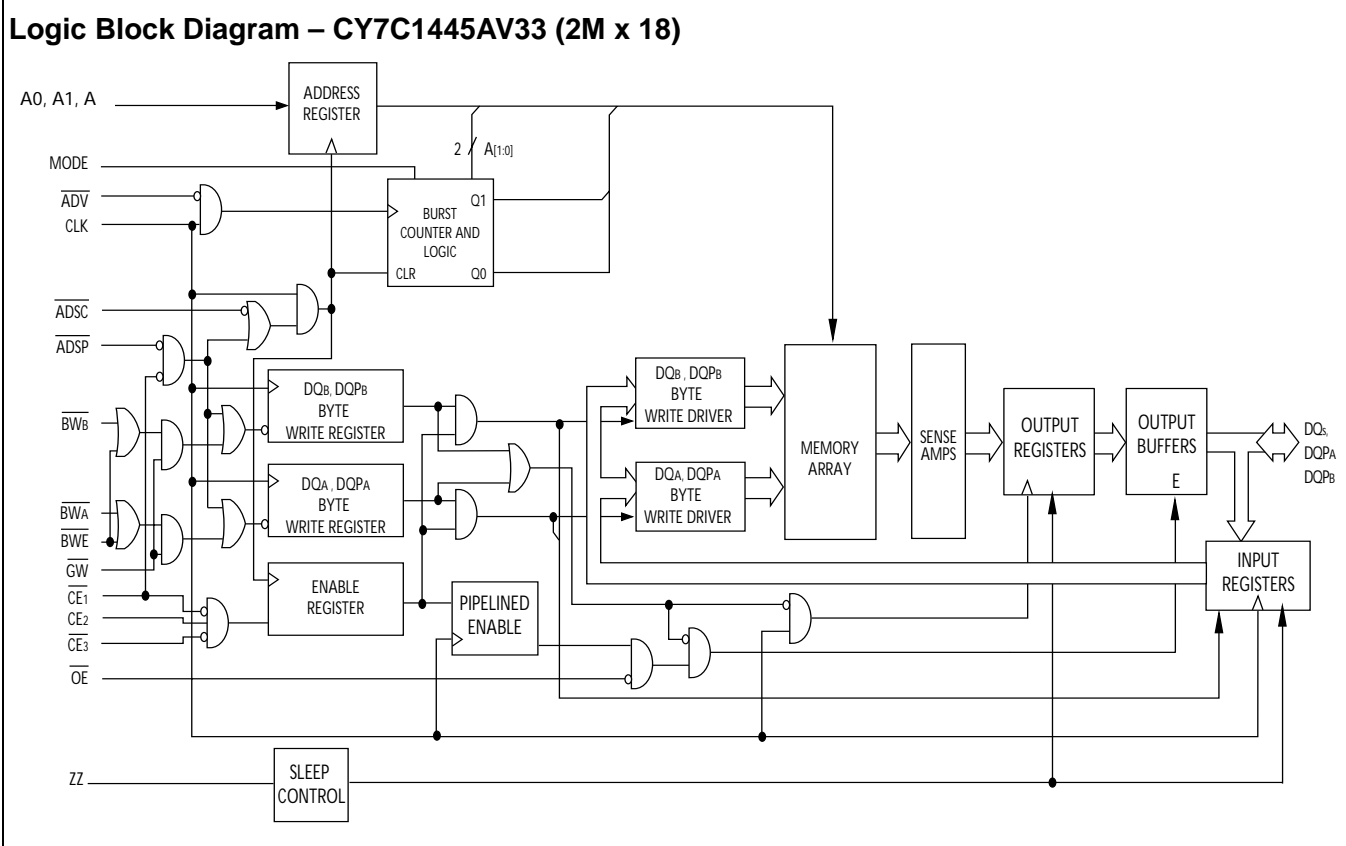 Logic Block Diagram – CY7C1445AV33 (2M x 18)
A0, A1, A
ADDRESS
REGISTER
MODE
2
A[1:0]
ADV
CLK
BURST
COUNTER AND
LOGIC
Q1
CLR
Q0
ADSC
ADSP
DQB, DQPB
BYTE
WRITE REGISTER
DQB, DQPB
BYTE
WRITE DRIVER
BWB
MEMORY
ARRAY
SENSE
AMPS
OUTPUT
REGISTERS
OUTPUT
BUFFERS
E
DQs,
DQPA
DQPB
DQA, DQPA
BYTE
WRITE REGISTER
DQA, DQPA
BYTE
WRITE DRIVER
BWA
BWE
GW
CE1
CE2
CE3
ENABLE
REGISTER
PIPELINED
ENABLE
INPUT
REGISTERS
OE
ZZ
SLEEP
CONTROL